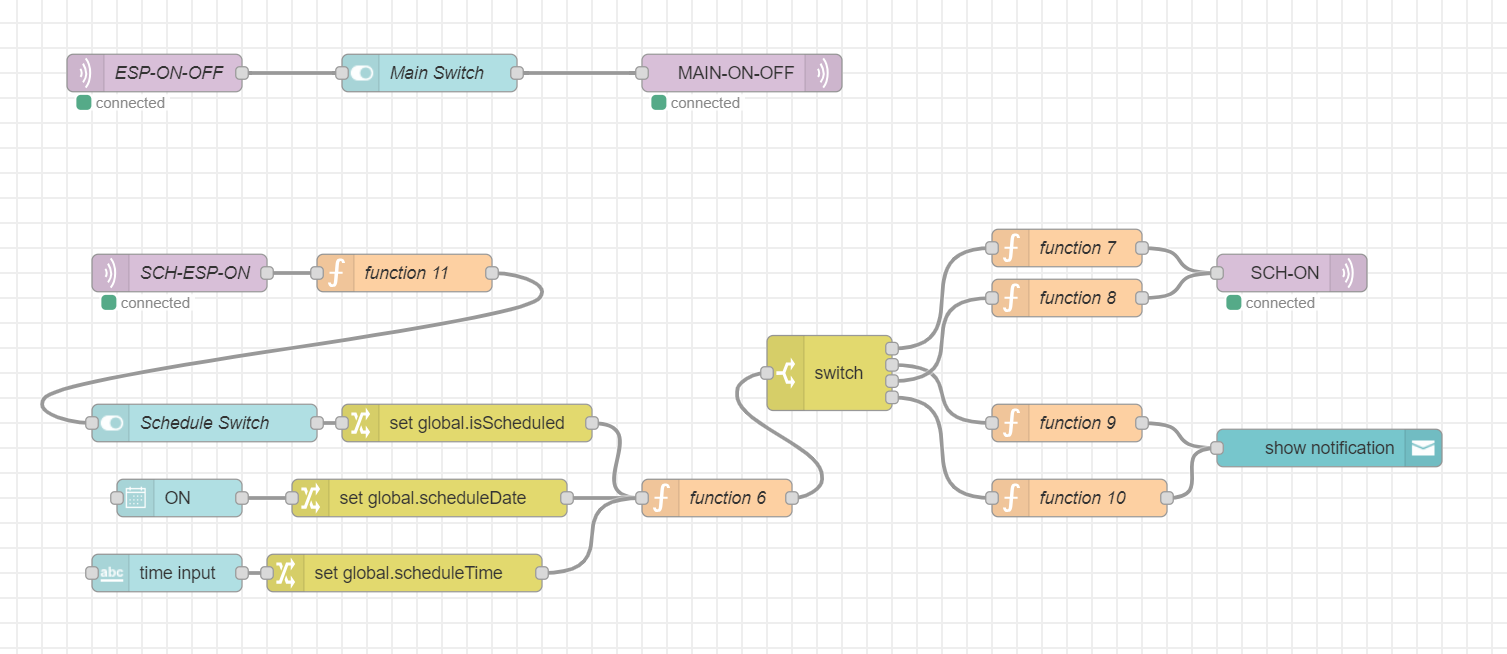 ESP-ON-OFF
Main Switch
MAIN-ON-OFF
connected
connected
function 7
SCH-ESP-ON
function 11
SCH-ON
connected
function 8
connected
switch
Schedule Switch
set global.isScheduled
function 9
show notification
ON
set global.scheduleDate
function 6
function 10
abc
time input
set global.scheduleTime